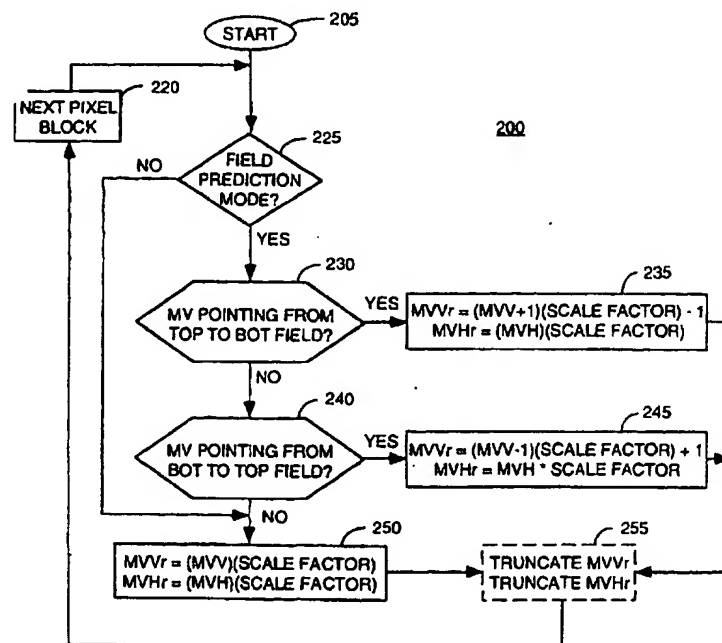 START
205
NEXT PIXEL
BLOCK
220
200
FIELD
PREDICTION
MODE?
225
NO
YES
MV POINTING FROM
TOP TO BOT FIELD?
230
YES
MVVr = (MVV+1)(SCALE FACTOR) - 1
MVHr = (MVH)(SCALE FACTOR)
235
NO
MV POINTING FROM
BOT TO TOP FIELD?
240
YES
MVVr = (MVV-1)(SCALE FACTOR) + 1
MVHr = MVH * SCALE FACTOR
245
NO
MVVr = (MVV)(SCALE FACTOR)
MVHr = (MVH)(SCALE FACTOR)
250
TRUNCATE MVVr
TRUNCATE MVHr
255